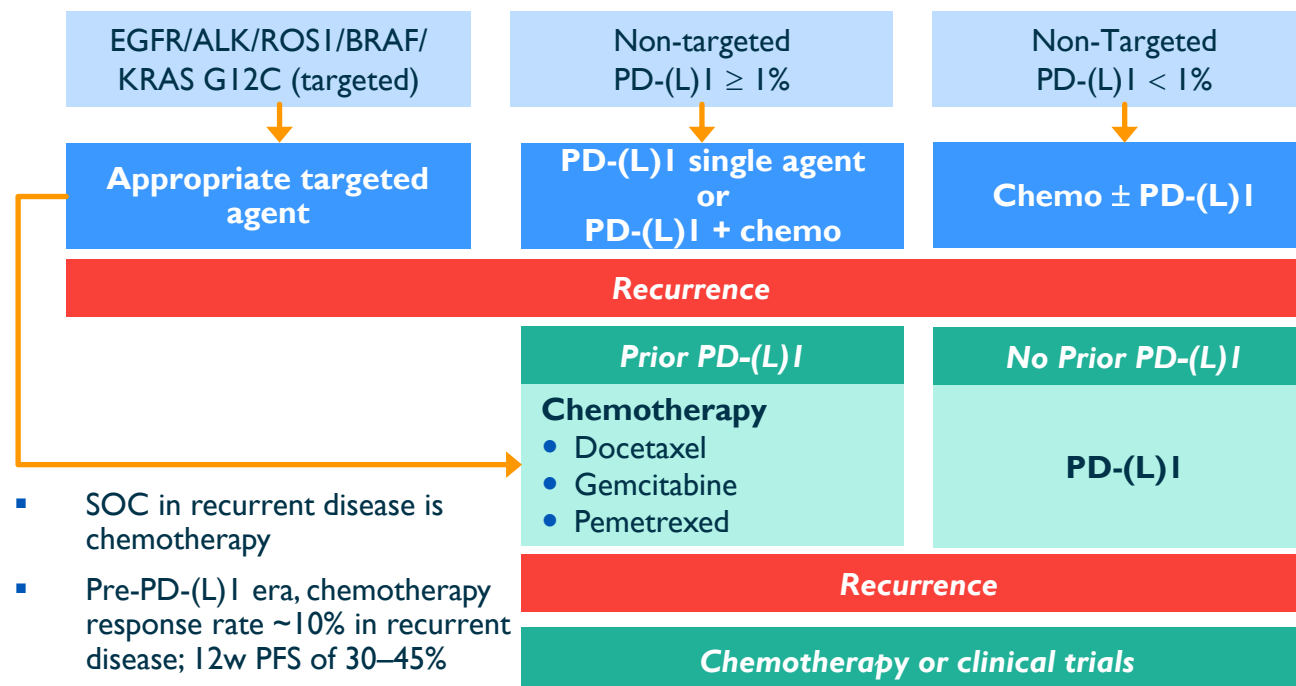 EGFR/ALK/ROS1/BRAF/
KRAS G12C (targeted)
Non-targeted
PD-(L)1 ≥ 1%
Non-Targeted
PD-(L)1 < 1%
Appropriate targeted
agent
PD-(L)1 single agent
or
PD-(L)1 + chemo
Chemo ± PD-(L)1
Recurrence
Prior PD-(L)1
No Prior PD-(L)1
Chemotherapy
• Docetaxel
• Gemcitabine
• Pemetrexed
PD-(L)1
▪ SOC in recurrent disease is
chemotherapy
▪ Pre-PD-(L)1 era, chemotherapy
response rate ~10% in recurrent
disease; 12w PFS of 30–45%
Recurrence
Chemotherapy or clinical trials